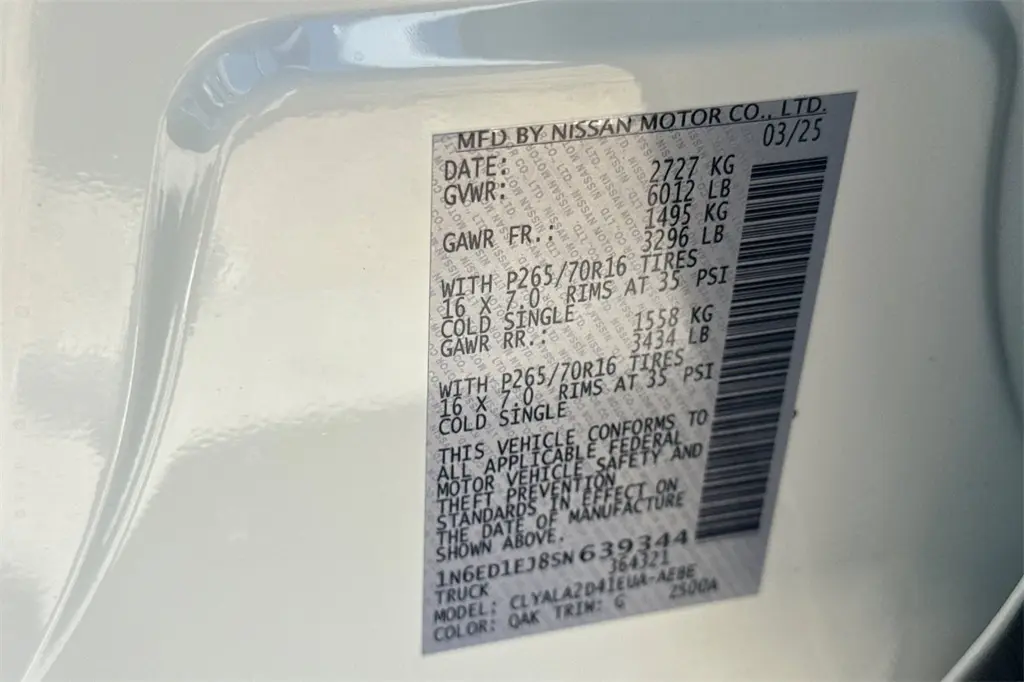 MFD BY NISSAN MOTOR CO., LTD.
DATE: 03/25
GVWR: 2727 KG
6012 LB
GAWR FR.: 1495 KG
3296 LB
WITH P265/70R16 TIRES
16 X 7.0 RIMS AT 35 PSI
COLD SINGLE
GAWR RR.: 1558 KG
3434 LB
WITH P265/70R16 TIRES
16 X 7.0 RIMS AT 35 PSI
COLD SINGLE
THIS VEHICLE CONFORMS TO
ALL APPLICABLE FEDERAL
MOTOR VEHICLE SAFETY AND
THEFT PREVENTION
STANDARDS IN EFFECT ON
THE DATE OF MANUFACTURE
SHOWN ABOVE.
1N6ED1EJ8SN639344
TRUCK 364321
MODEL: CLYALA2D41EUA-AEBE
COLOR: QAK TRIM: G 2500A